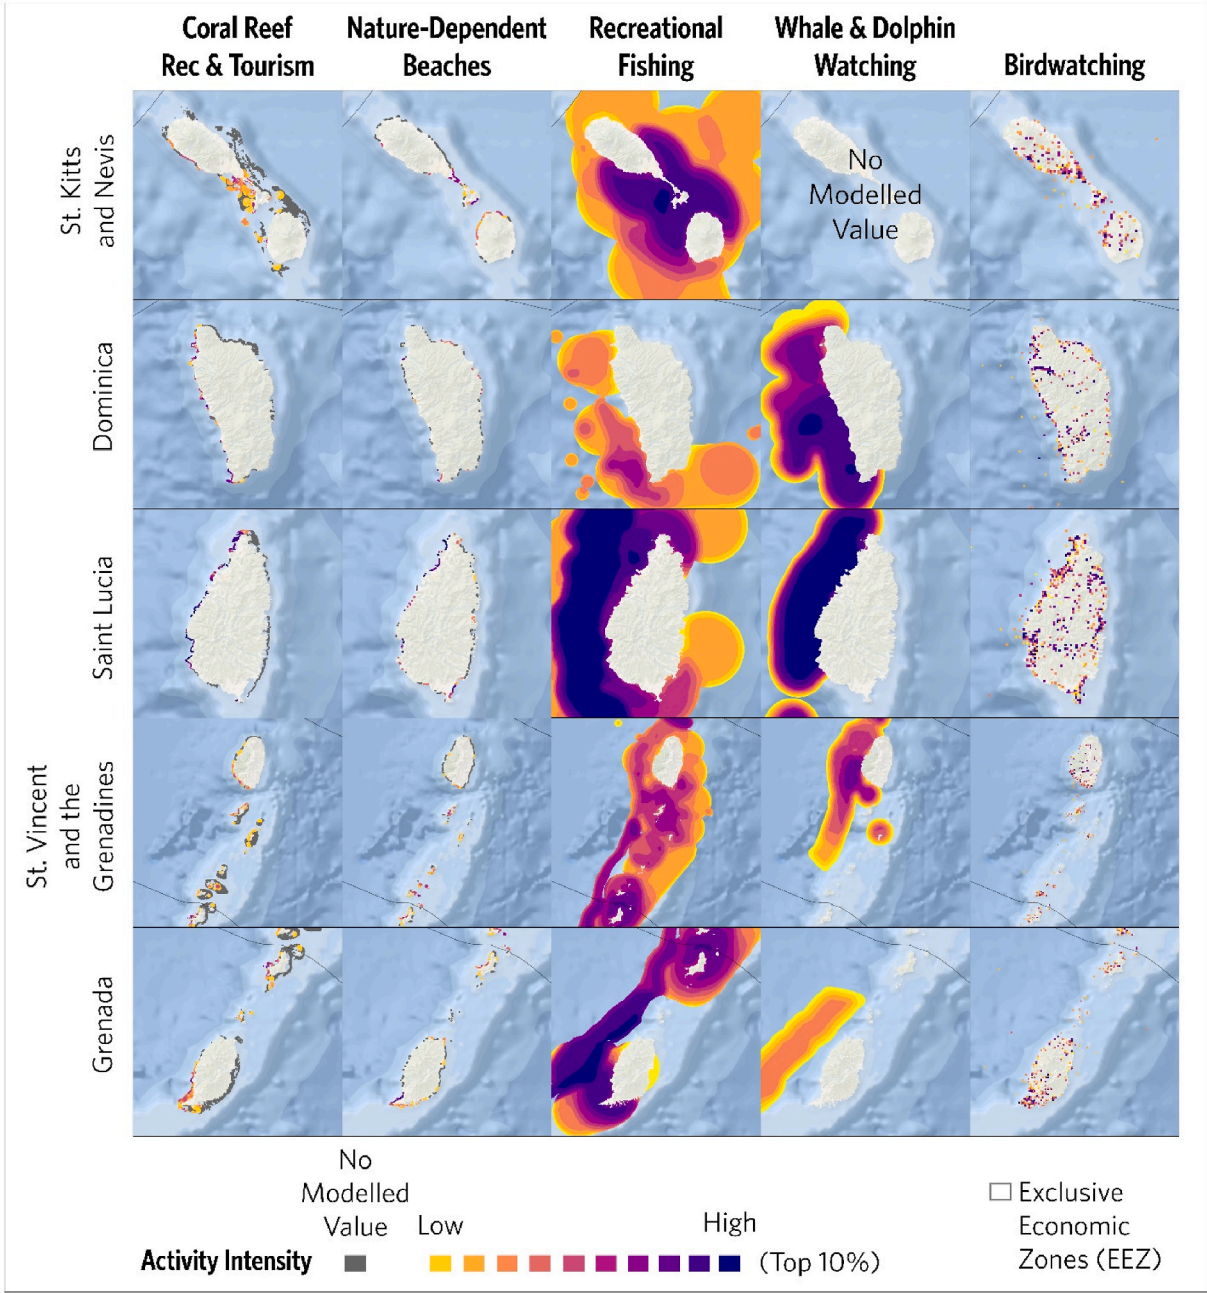 Coral Reef
Rec & Tourism
Nature-Dependent
Beaches
Recreational
Fishing
Whale & Dolphin
Watching
Birdwatching
St. Kitts
and Nevis
No
Modelled
Value
Dominica
Saint Lucia
St. Vincent
and the
Grenadines
Grenada
No
Modelled
Value
Low
High
Activity Intensity
(Top 10%)
Exclusive
Economic
Zones (EEZ)